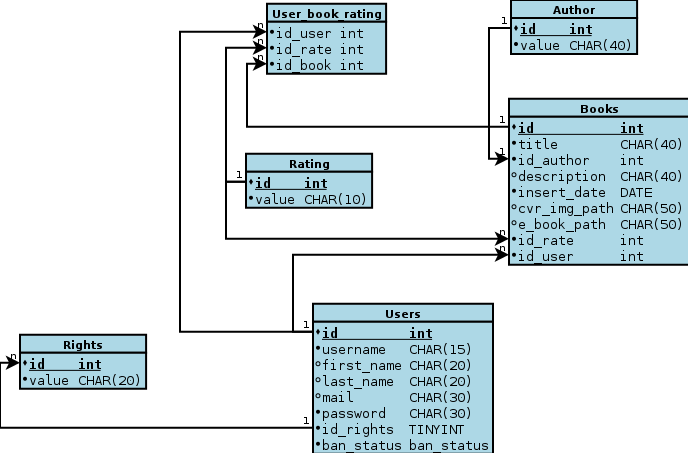 User_book_rating
id_user int
id_rate int
id_book int
Author
id int
value CHAR(40)
Books
id int
title CHAR(40)
id_author int
description CHAR(40)
insert_date DATE
cvr_img_path CHAR(50)
e_book_path CHAR(50)
id_rate int
id_user int
Rating
id int
value CHAR(10)
Users
id int
username CHAR(15)
first_name CHAR(20)
last_name CHAR(20)
mail CHAR(30)
password CHAR(30)
id_rights TINYINT
ban_status ban_status
Rights
id int
value CHAR(20)
n
n
n
1
1
1
1
n
n
1
n
1